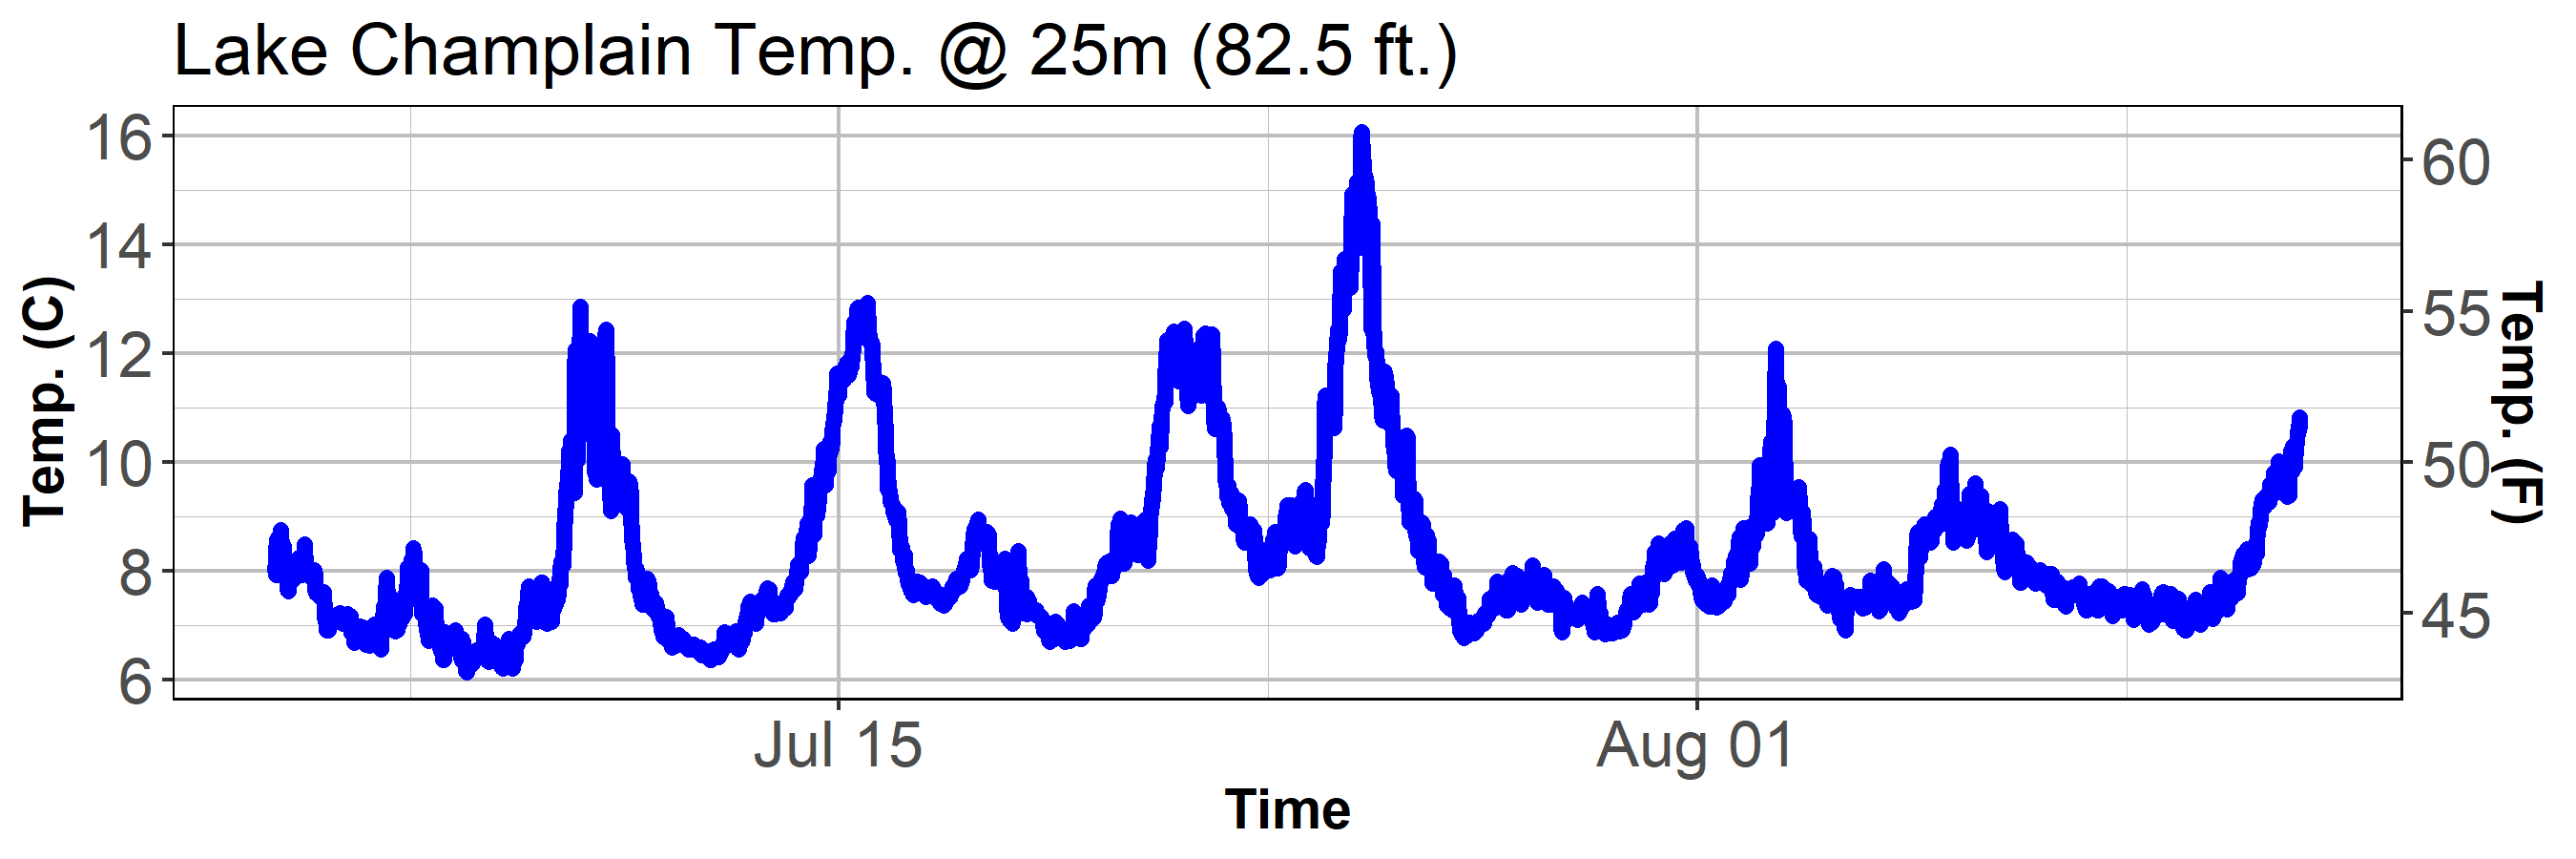 Lake Champlain Temp. @ 25m (82.5 ft.)
Temp. (C)
16
14
12
10
8
6
60
55
50
45
Temp. (F)
Jul 15
Aug 01
Time